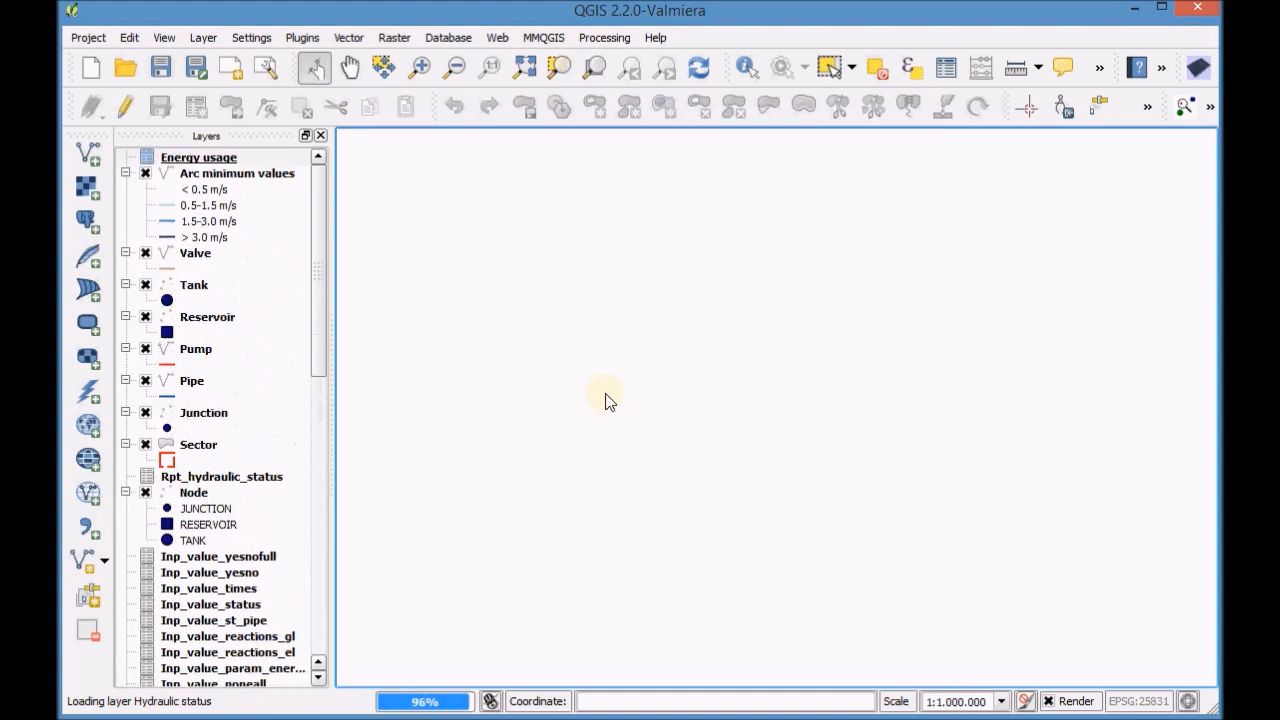 QGIS 2.2.0-Valmiera
Project Edit View Layer Settings Plugins Vector Raster Database Web MMQGIS Processing Help
Layers
Energy usage
Arc minimum values
< 0.5 m/s
0.5-1.5 m/s
1.5-3.0 m/s
> 3.0 m/s
Valve
Tank
Reservoir
Pump
Pipe
Junction
Sector
Rpt_hydraulic_status
Node
JUNCTION
RESERVOIR
TANK
Inp_value_yesnofull
Inp_value_yesno
Inp_value_times
Inp_value_status
Inp_value_st_pipe
Inp_value_reactions_gl
Inp_value_reactions_el
Inp_value_param_ener...
Inp_value_noneall
Loading layer Hydraulic status 96% Coordinate: Scale 1:1.000.000 Render EPSG:25831